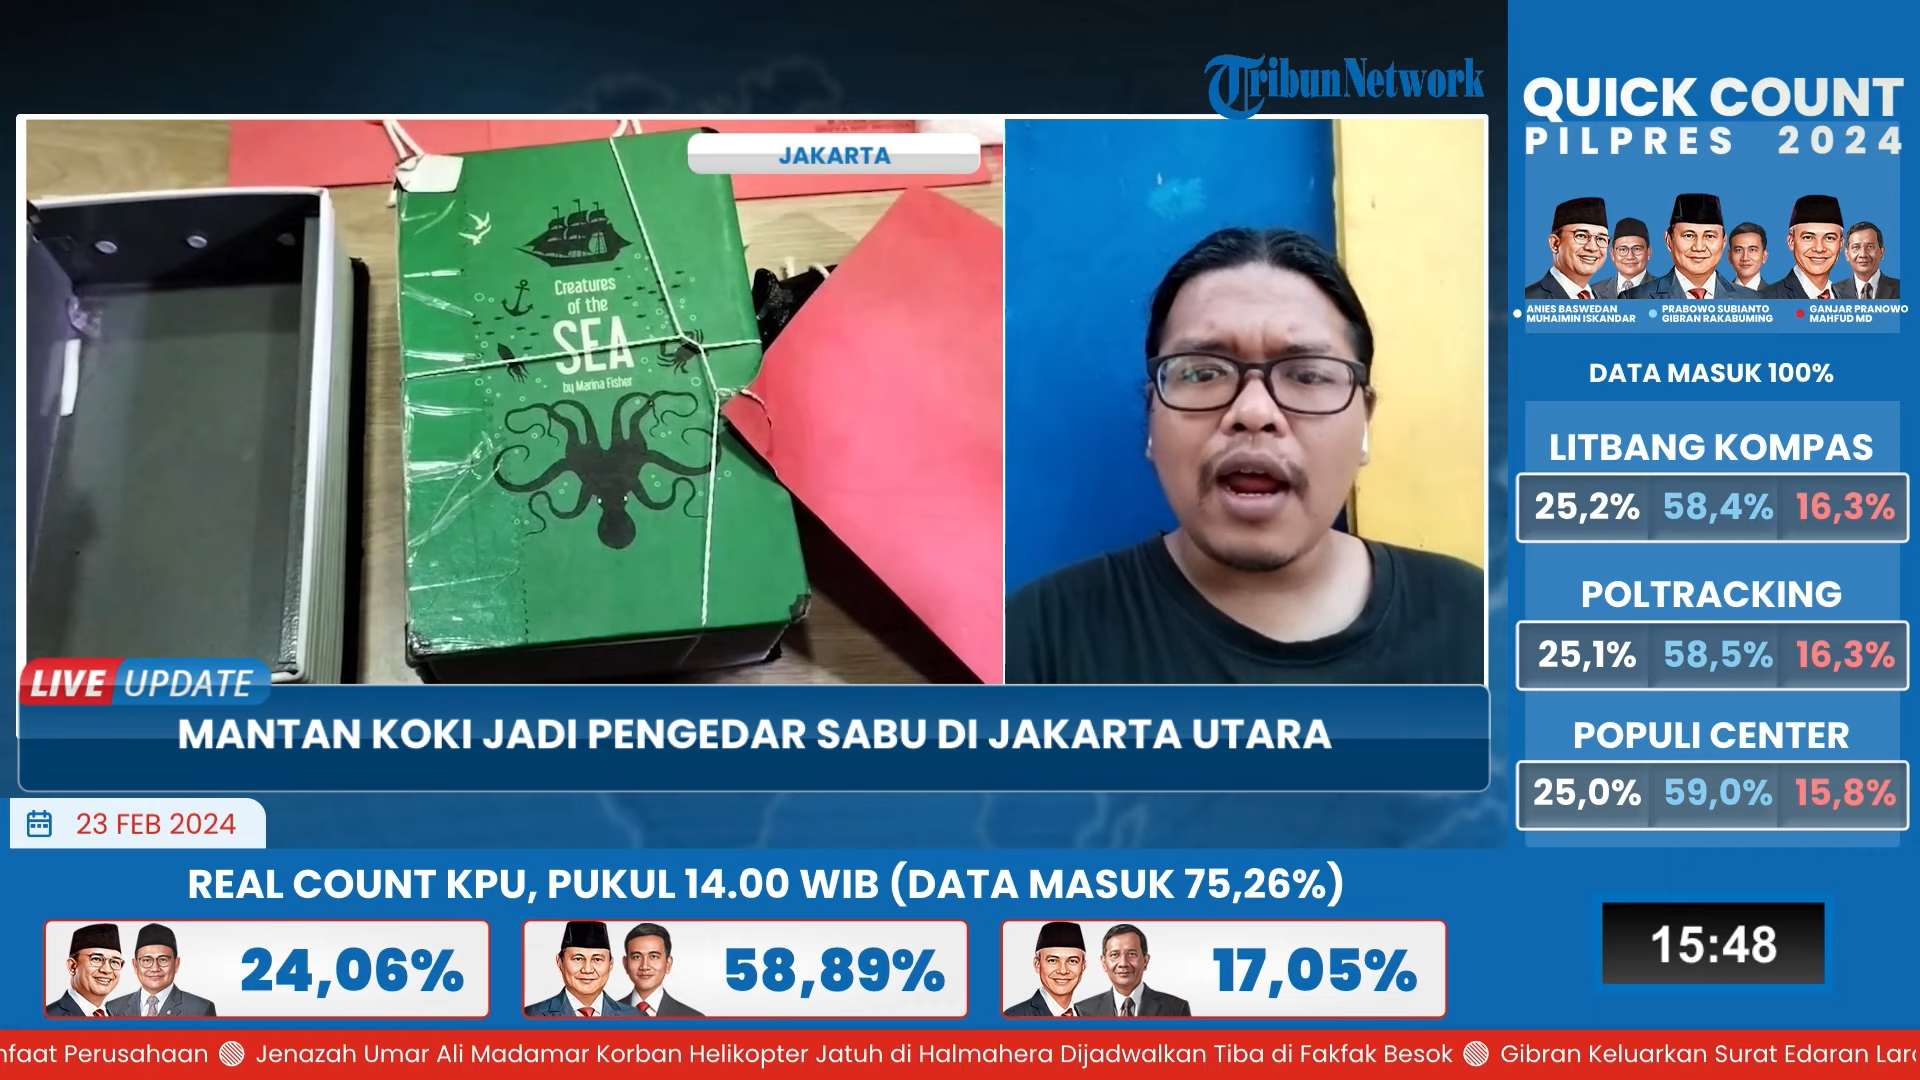 TribunNetwork
JAKARTA
Creatures
of the
SEA
by Marina Fisher
LIVE UPDATE
MANTAN KOKI JADI PENGEDAR SABU DI JAKARTA UTARA
23 FEB 2024
QUICK COUNT
PILPRES 2024
ANIES BASWEDAN
MUHAIMIN ISKANDAR
PRABOWO SUBIANTO
GIBRAN RAKABUMING
GANJAR PRANOWO
MAHFUD MD
DATA MASUK 100%
LITBANG KOMPAS
25,2% 58,4% 16,3%
POLTRACKING
25,1% 58,5% 16,3%
POPULI CENTER
25,0% 59,0% 15,8%
REAL COUNT KPU, PUKUL 14.00 WIB (DATA MASUK 75,26%)
24,06% 58,89% 17,05%
15:48
nfaat Perusahaan Jenazah Umar Ali Madamar Korban Helikopter Jatuh di Halmahera Dijadwalkan Tiba di Fakfak Besok Gibran Keluarkan Surat Edaran Lar